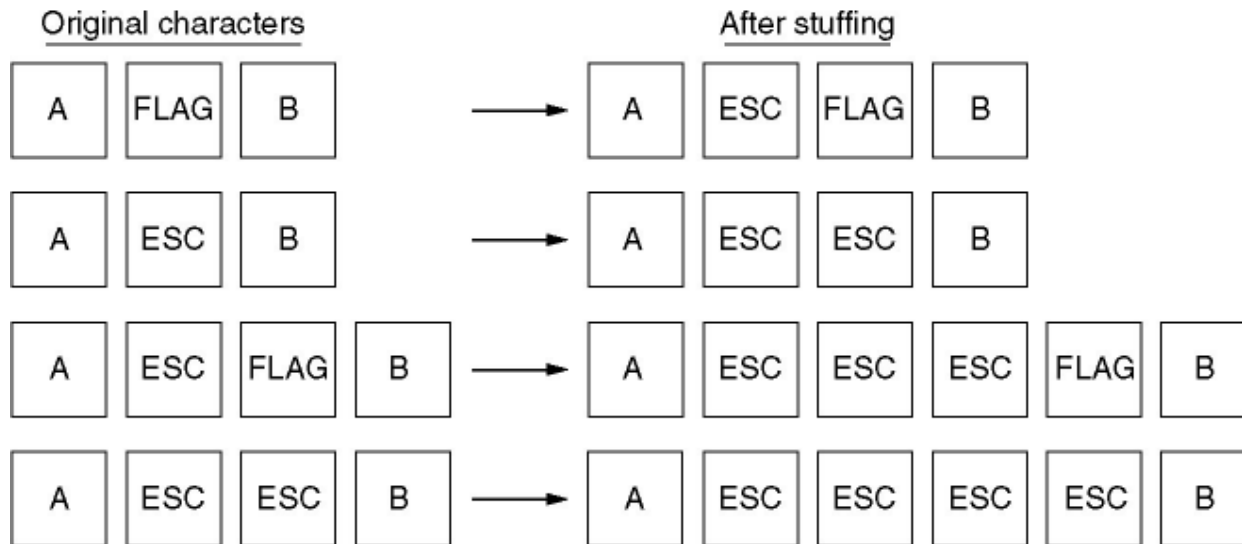 Original characters After stuffing
A FLAG B A ESC FLAG B
A ESC B A ESC ESC B
A ESC FLAG B A ESC ESC ESC FLAG B
A ESC ESC B A ESC ESC ESC ESC B